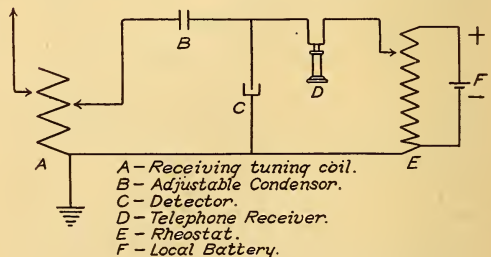 B
D
C
A
E
F
+
−
A – Receiving tuning coil.
B – Adjustable Condensor.
C – Detector.
D – Telephone Receiver.
E – Rheostat.
F – Local Battery.